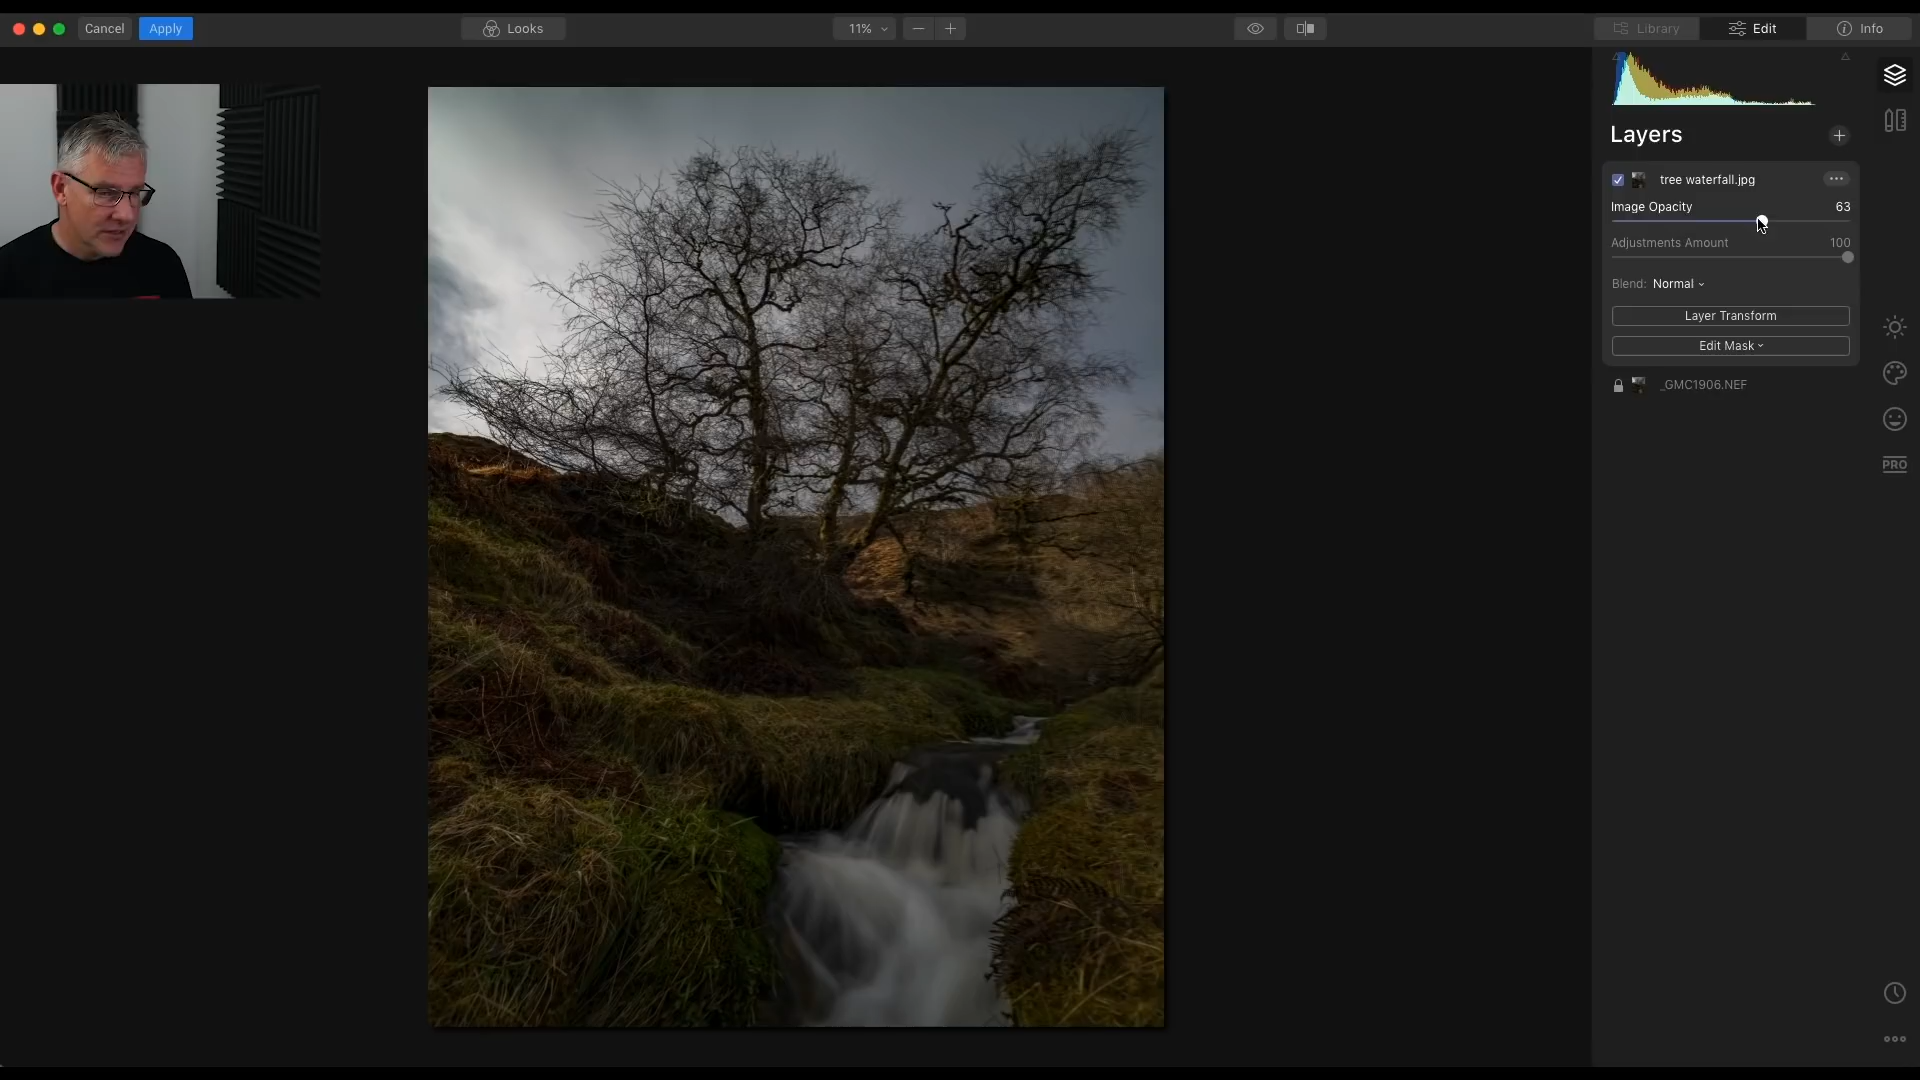 Cancel
Apply
Looks
11%
Library
Edit
Info
Layers
tree waterfall.jpg
Image Opacity 63
Adjustments Amount 100
Blend: Normal
Layer Transform
Edit Mask
_GMC1906.NEF
PRO